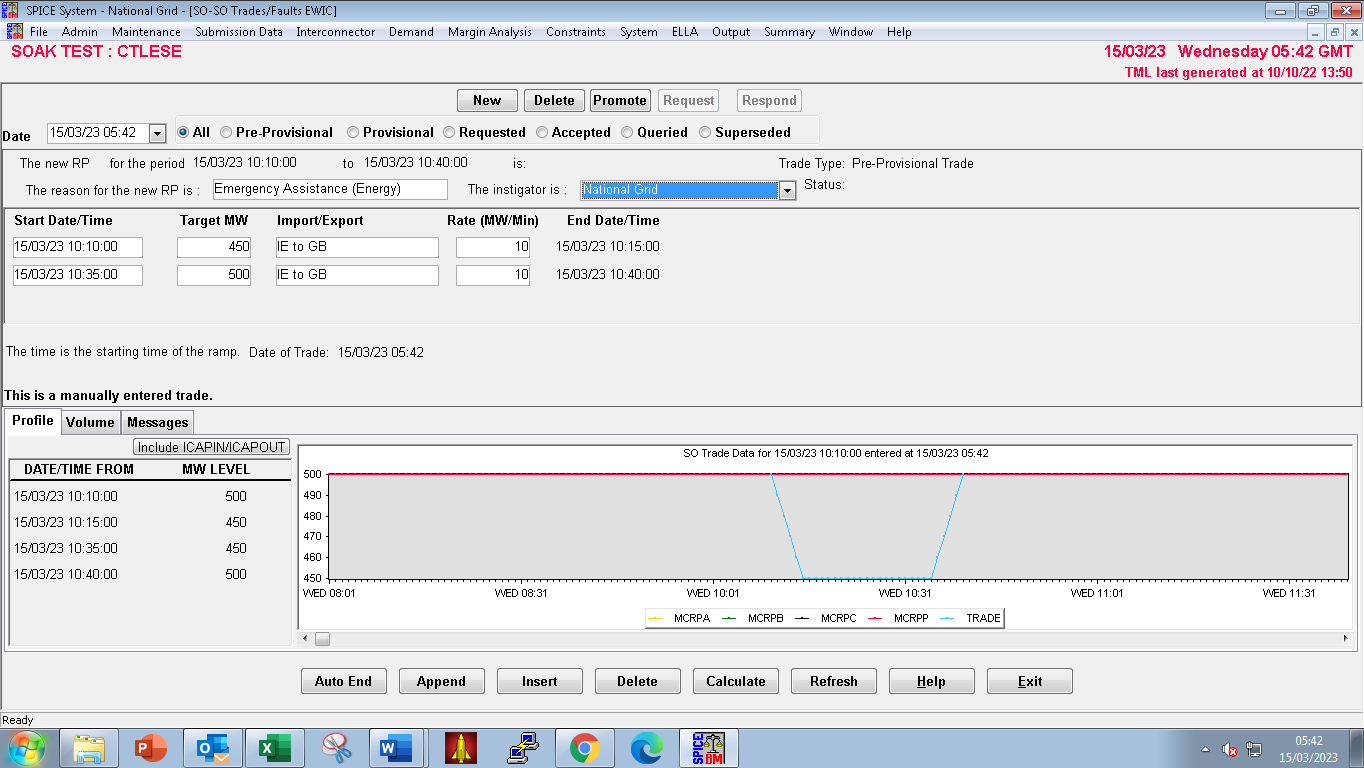 SPICE System - National Grid - [SO-SO Trades/Faults EWIC]
File Admin Maintenance Submission Data Interconnector Demand Margin Analysis Constraints System ELLA Output Summary Window Help
SOAK TEST : CTLESE 15/03/23 Wednesday 05:42 GMT
TML last generated at 10/10/22 13:50
New Delete Promote Request Respond
Date 15/03/23 05:42 All Pre-Provisional Provisional Requested Accepted Queried Superseded
The new RP for the period 15/03/23 10:10:00 to 15/03/23 10:40:00 is: Trade Type: Pre-Provisional Trade
The reason for the new RP is : Emergency Assistance (Energy) The instigator is : National Grid Status:
Start Date/Time Target MW Import/Export Rate (MW/Min) End Date/Time
15/03/23 10:10:00 450 IE to GB 10 15/03/23 10:15:00
15/03/23 10:35:00 500 IE to GB 10 15/03/23 10:40:00
The time is the starting time of the ramp. Date of Trade: 15/03/23 05:42
This is a manually entered trade.
Profile Volume Messages
Include ICAPIN/ICAPOUT
DATE/TIME FROM MW LEVEL
15/03/23 10:10:00 500
15/03/23 10:15:00 450
15/03/23 10:35:00 450
15/03/23 10:40:00 500
SO Trade Data for 15/03/23 10:10:00 entered at 15/03/23 05:42
500
490
480
470
460
450
WED 08:01 WED 08:31 WED 10:01 WED 10:31 WED 11:01 WED 11:31
MCRPA MCRPB MCRPC MCRPP TRADE
Auto End Append Insert Delete Calculate Refresh Help Exit
Ready
SPICE
BMI
05:42
15/03/2023